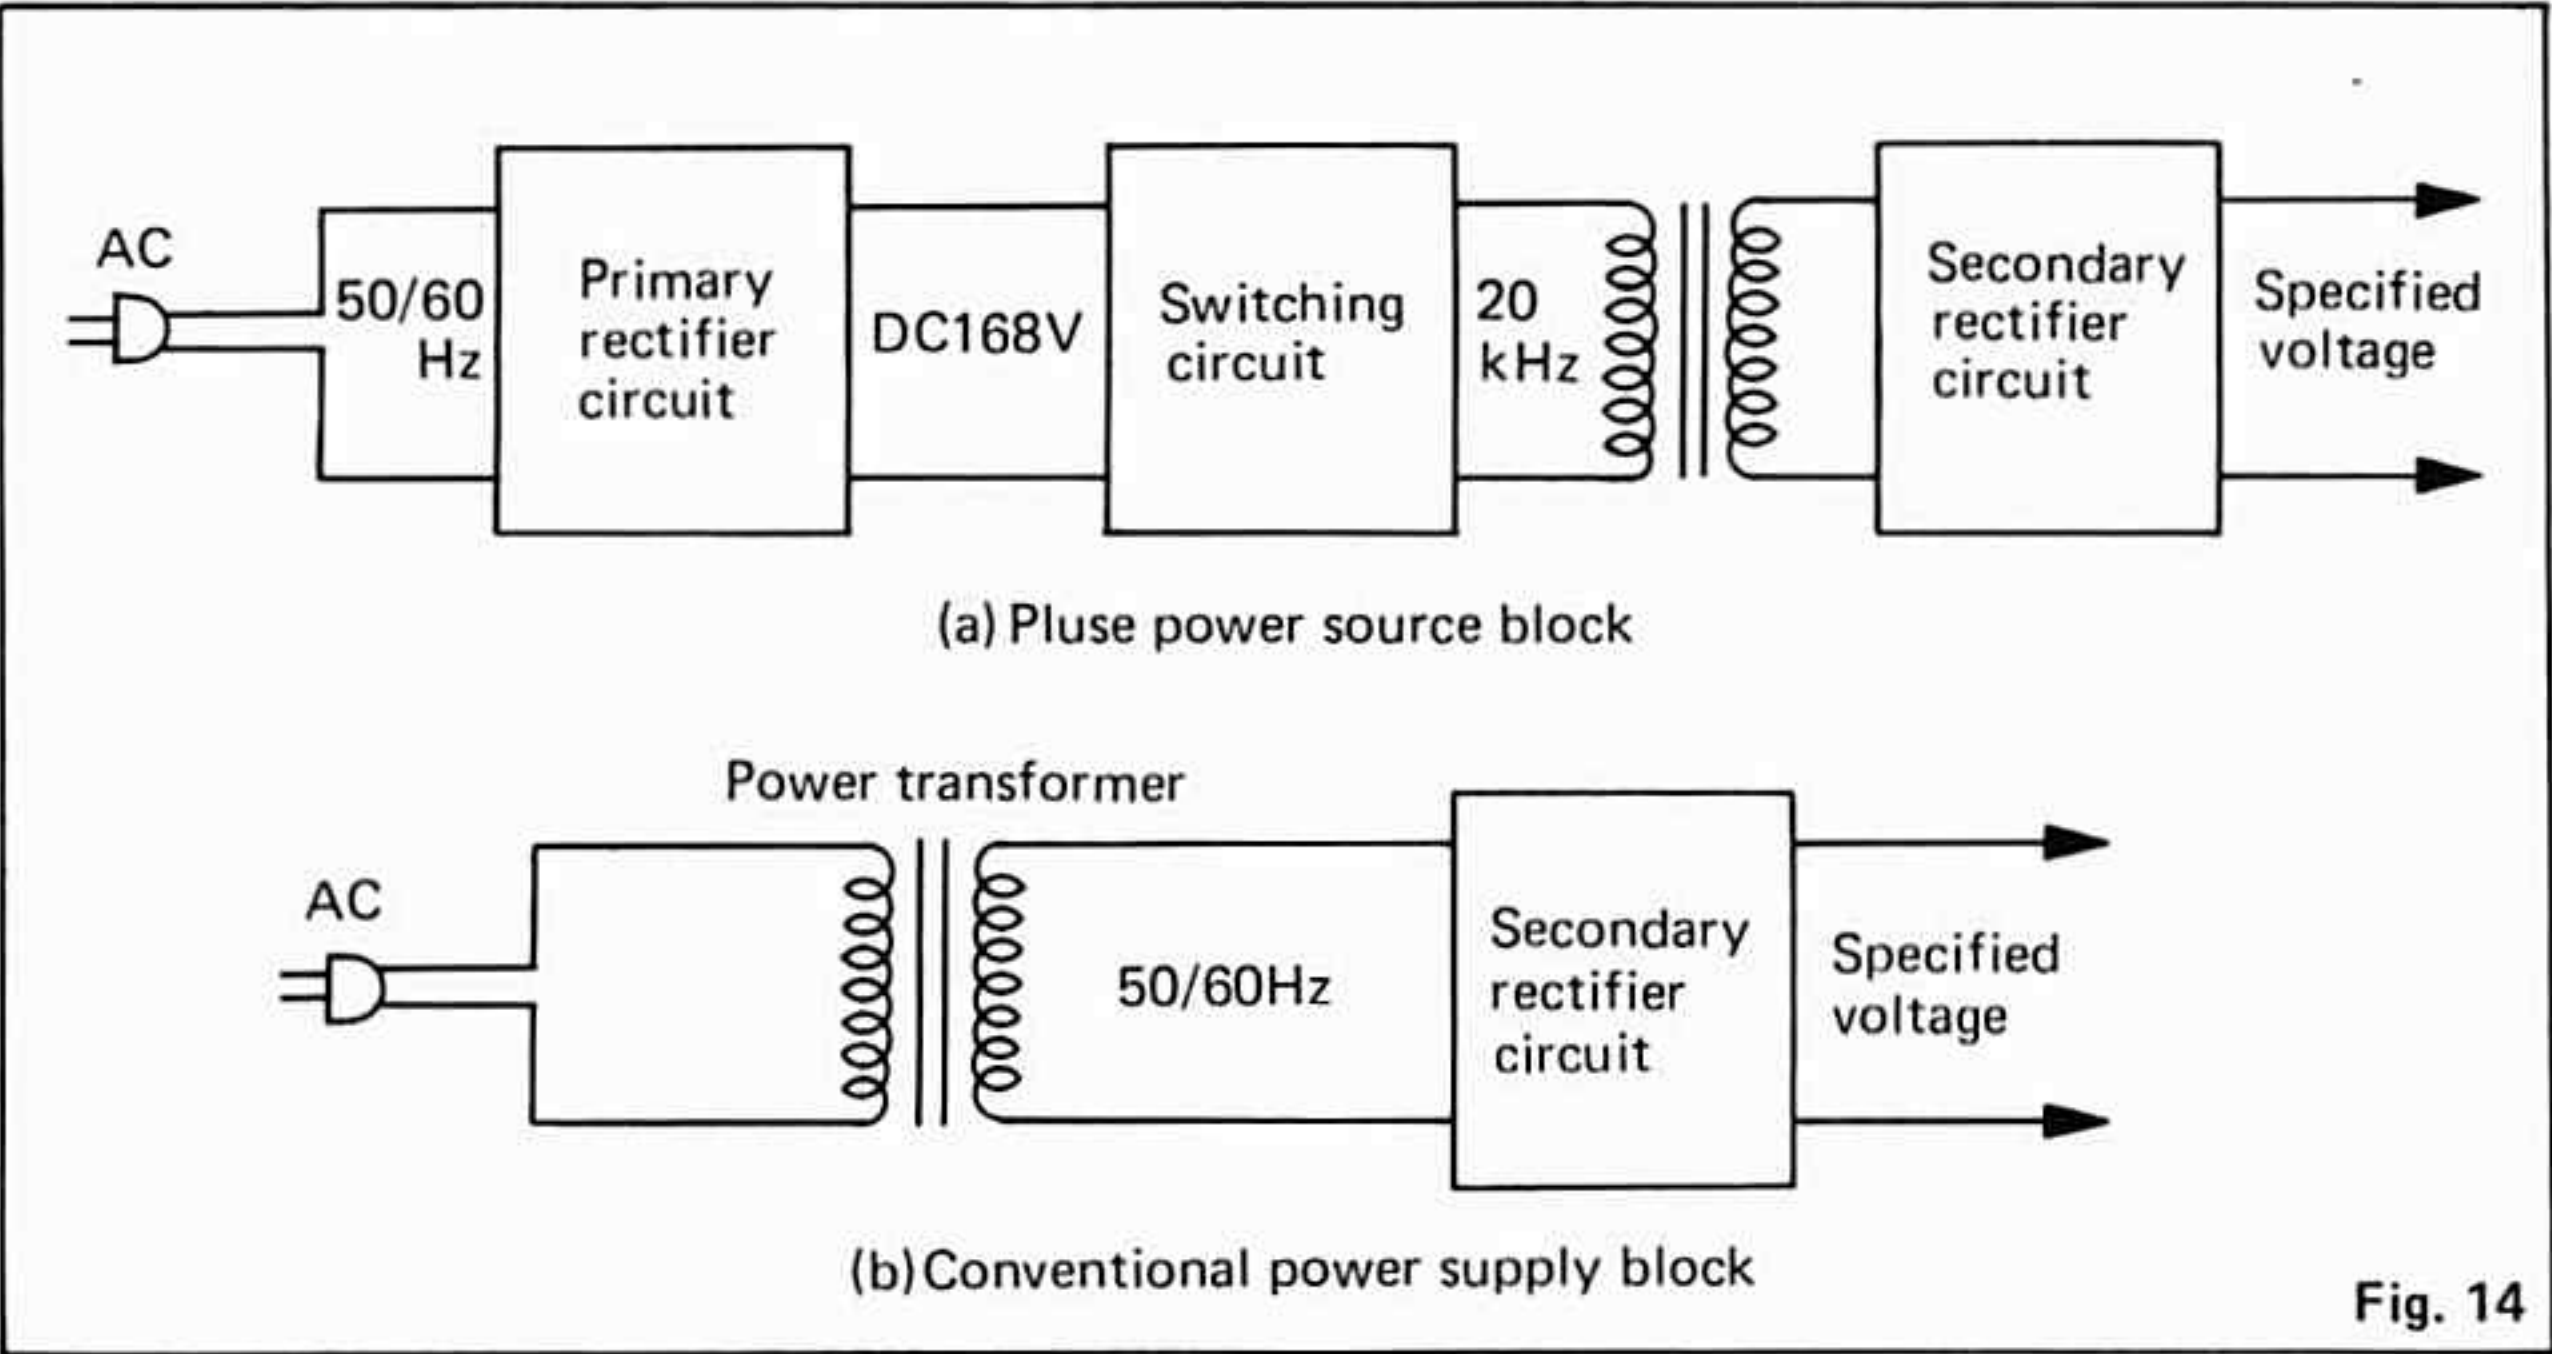 AC
50/60
Hz
Primary
rectifier
circuit
DC168V
Switching
circuit
20
kHz
Secondary
rectifier
circuit
Specified
voltage
(a) Pluse power source block
Power transformer
AC
50/60Hz
Secondary
rectifier
circuit
Specified
voltage
(b) Conventional power supply block
Fig. 14